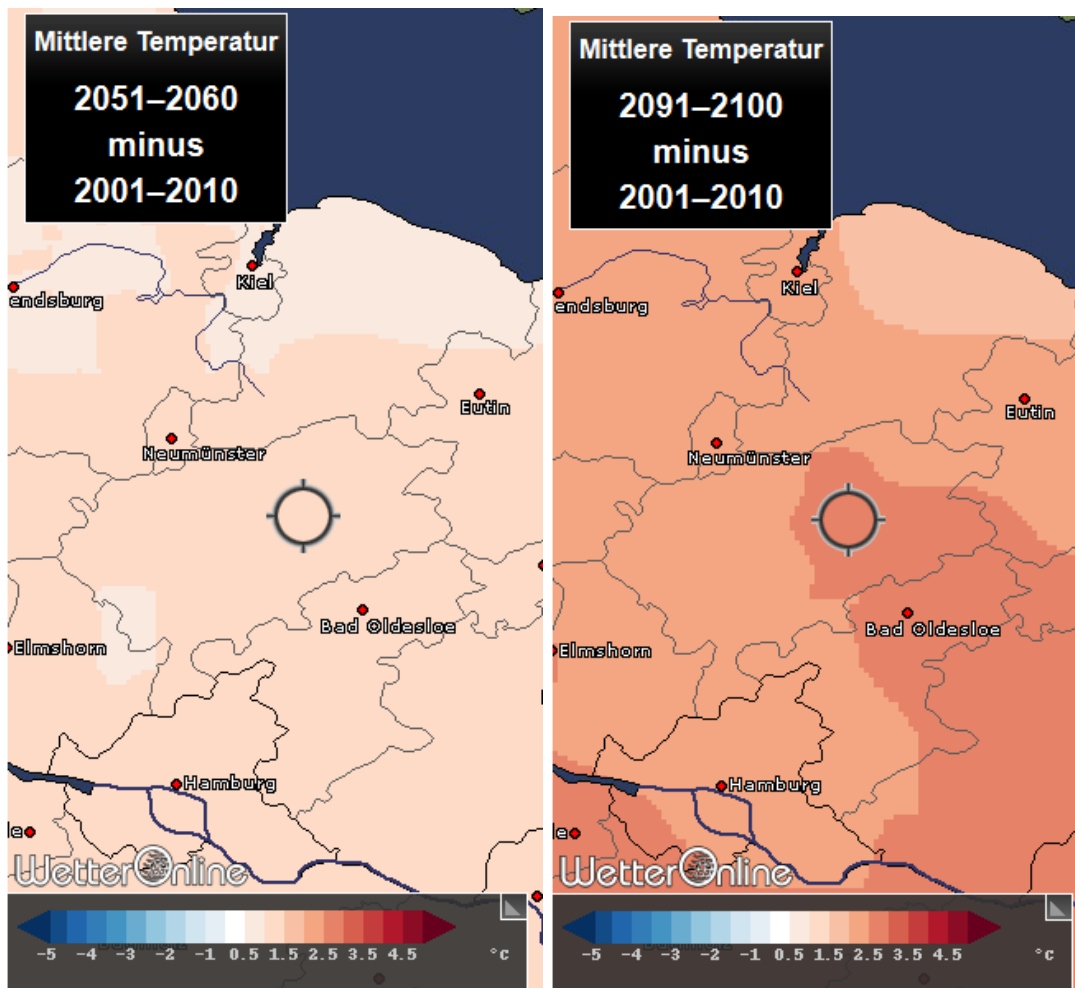 Mittlere Temperatur
2051–2060
minus
2001–2010
Kiel
endsburg
Eutin
Neumünster
Bad Oldesloe
Elmshorn
Hamburg
le
WetterOnline
-5 -4 -3 -2 -1 0.5 1.5 2.5 3.5 4.5 °C
Mittlere Temperatur
2091–2100
minus
2001–2010
Kiel
endsburg
Eutin
Neumünster
Bad Oldesloe
Elmshorn
Hamburg
le
WetterOnline
-5 -4 -3 -2 -1 0.5 1.5 2.5 3.5 4.5 °C